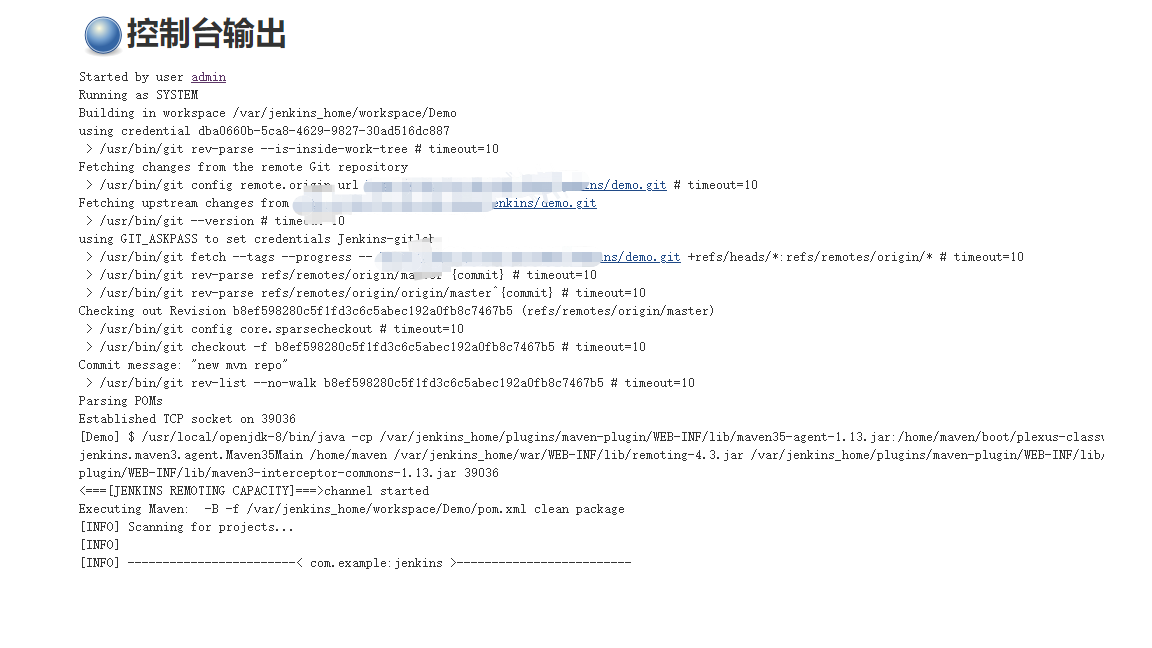 控制台输出
Started by user admin
Running as SYSTEM
Building in workspace /var/jenkins_home/workspace/Demo
using credential dba0660b-5ca8-4629-9827-30ad516dc887
> /usr/bin/git rev-parse --is-inside-work-tree # timeout=10
Fetching changes from the remote Git repository
> /usr/bin/git config remote.origin.url ns/demo.git # timeout=10
Fetching upstream changes from enkins/demo.git
> /usr/bin/git --version # timeout=10
using GIT_ASKPASS to set credentials Jenkins-gitlab
> /usr/bin/git fetch --tags --progress -- ns/demo.git +refs/heads/*:refs/remotes/origin/* # timeout=10
> /usr/bin/git rev-parse refs/remotes/origin/master^{commit} # timeout=10
> /usr/bin/git rev-parse refs/remotes/origin/origin/master^{commit} # timeout=10
Checking out Revision b8ef598280c5f1fd3c6c5abec192a0fb8c7467b5 (refs/remotes/origin/master)
> /usr/bin/git config core.sparsecheckout # timeout=10
> /usr/bin/git checkout -f b8ef598280c5f1fd3c6c5abec192a0fb8c7467b5 # timeout=10
Commit message: "new mvn repo"
> /usr/bin/git rev-list --no-walk b8ef598280c5f1fd3c6c5abec192a0fb8c7467b5 # timeout=10
Parsing POMs
Established TCP socket on 39036
[Demo] $ /usr/local/openjdk-8/bin/java -cp /var/jenkins_home/plugins/maven-plugin/WEB-INF/lib/maven35-agent-1.13.jar:/home/maven/boot/plexus-classw
jenkins.maven3.agent.Maven35Main /home/maven /var/jenkins_home/war/WEB-INF/lib/remoting-4.3.jar /var/jenkins_home/plugins/maven-plugin/WEB-INF/lib/
plugin/WEB-INF/lib/maven3-interceptor-commons-1.13.jar 39036
<===[JENKINS REMOTING CAPACITY]===>channel started
Executing Maven:  -B -f /var/jenkins_home/workspace/Demo/pom.xml clean package
[INFO] Scanning for projects...
[INFO]
[INFO] ------------------------< com.example:jenkins >-------------------------